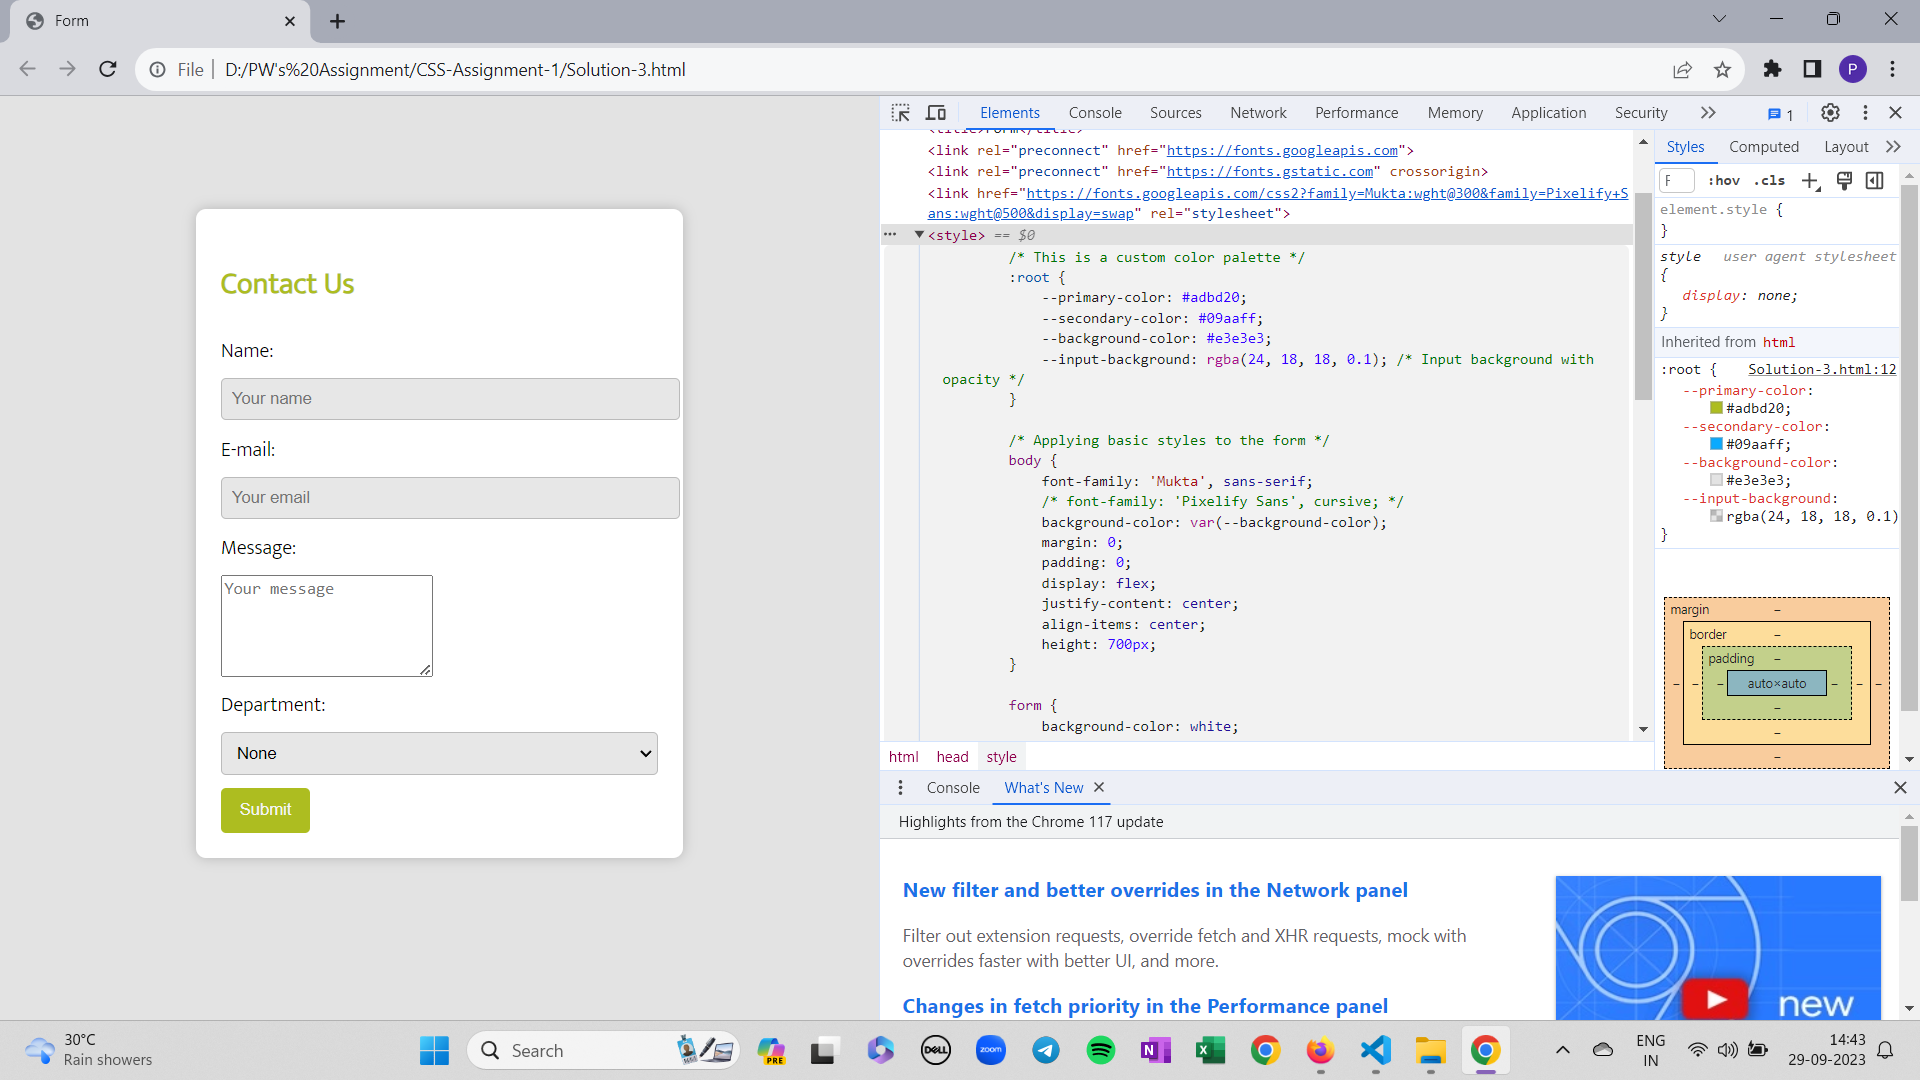 Form
File
D:/PW's%20Assignment/CSS-Assignment-1/Solution-3.html
P
Contact Us
Name:
Your name
E-mail:
Your email
Message:
Your message
Department:
None
Submit
Elements
Console
Sources
Network
Performance
Memory
Application
Security
1
<title>Form</title>
<link rel="preconnect" href="https://fonts.googleapis.com">
<link rel="preconnect" href="https://fonts.gstatic.com" crossorigin>
<link href="https://fonts.googleapis.com/css2?family=Mukta:wght@300&family=Pixelify+S
ans:wght@500&display=swap" rel="stylesheet">
<style> == $0
/* This is a custom color palette */
:root {
--primary-color: #adbd20;
--secondary-color: #09aaff;
--background-color: #e3e3e3;
--input-background: rgba(24, 18, 18, 0.1); /* Input background with
opacity */
}
/* Applying basic styles to the form */
body {
font-family: 'Mukta', sans-serif;
/* font-family: 'Pixelify Sans', cursive; */
background-color: var(--background-color);
margin: 0;
padding: 0;
display: flex;
justify-content: center;
align-items: center;
height: 700px;
}
form {
background-color: white;
html
head
style
Styles
Computed
Layout
F
:hov
.cls
element.style {
}
style user agent stylesheet
{
display: none;
}
Inherited from html
:root { Solution-3.html:12
--primary-color:
#adbd20;
--secondary-color:
#09aaff;
--background-color:
#e3e3e3;
--input-background:
rgba(24, 18, 18, 0.1)
}
margin
border
padding
auto×auto
Console
What's New
Highlights from the Chrome 117 update
New filter and better overrides in the Network panel
Filter out extension requests, override fetch and XHR requests, mock with
overrides faster with better UI, and more.
Changes in fetch priority in the Performance panel
new
30°C
Rain showers
Search
PRE
DELL
zoom
ENG
IN
14:43
29-09-2023